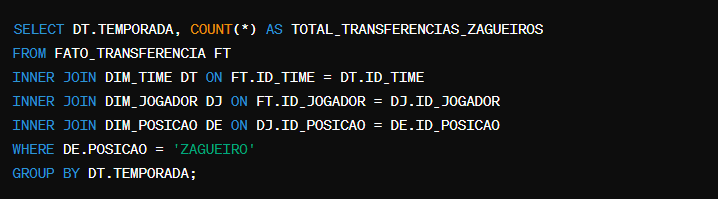 SELECT DT.TEMPORADA, COUNT(*) AS TOTAL_TRANSFERENCIAS_ZAGUEIROS
FROM FATO_TRANSFERENCIA FT
INNER JOIN DIM_TIME DT ON FT.ID_TIME = DT.ID_TIME
INNER JOIN DIM_JOGADOR DJ ON FT.ID_JOGADOR = DJ.ID_JOGADOR
INNER JOIN DIM_POSICAO DE ON DJ.ID_POSICAO = DE.ID_POSICAO
WHERE DE.POSICAO = 'ZAGUEIRO'
GROUP BY DT.TEMPORADA;